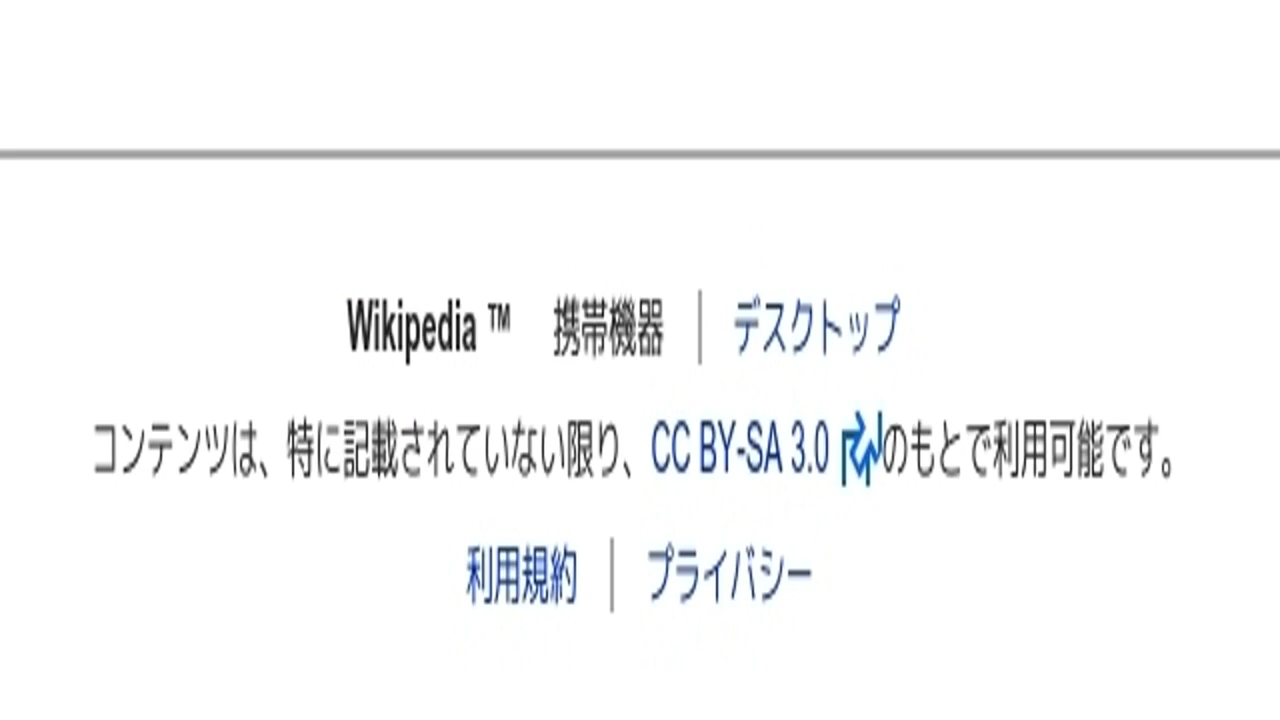 Wikipedia ™ 携帯機器 | デスクトップ
コンテンツは、特に記載されていない限り、CC BY-SA 3.0 のもとで利用可能です。
利用規約 | プライバシー